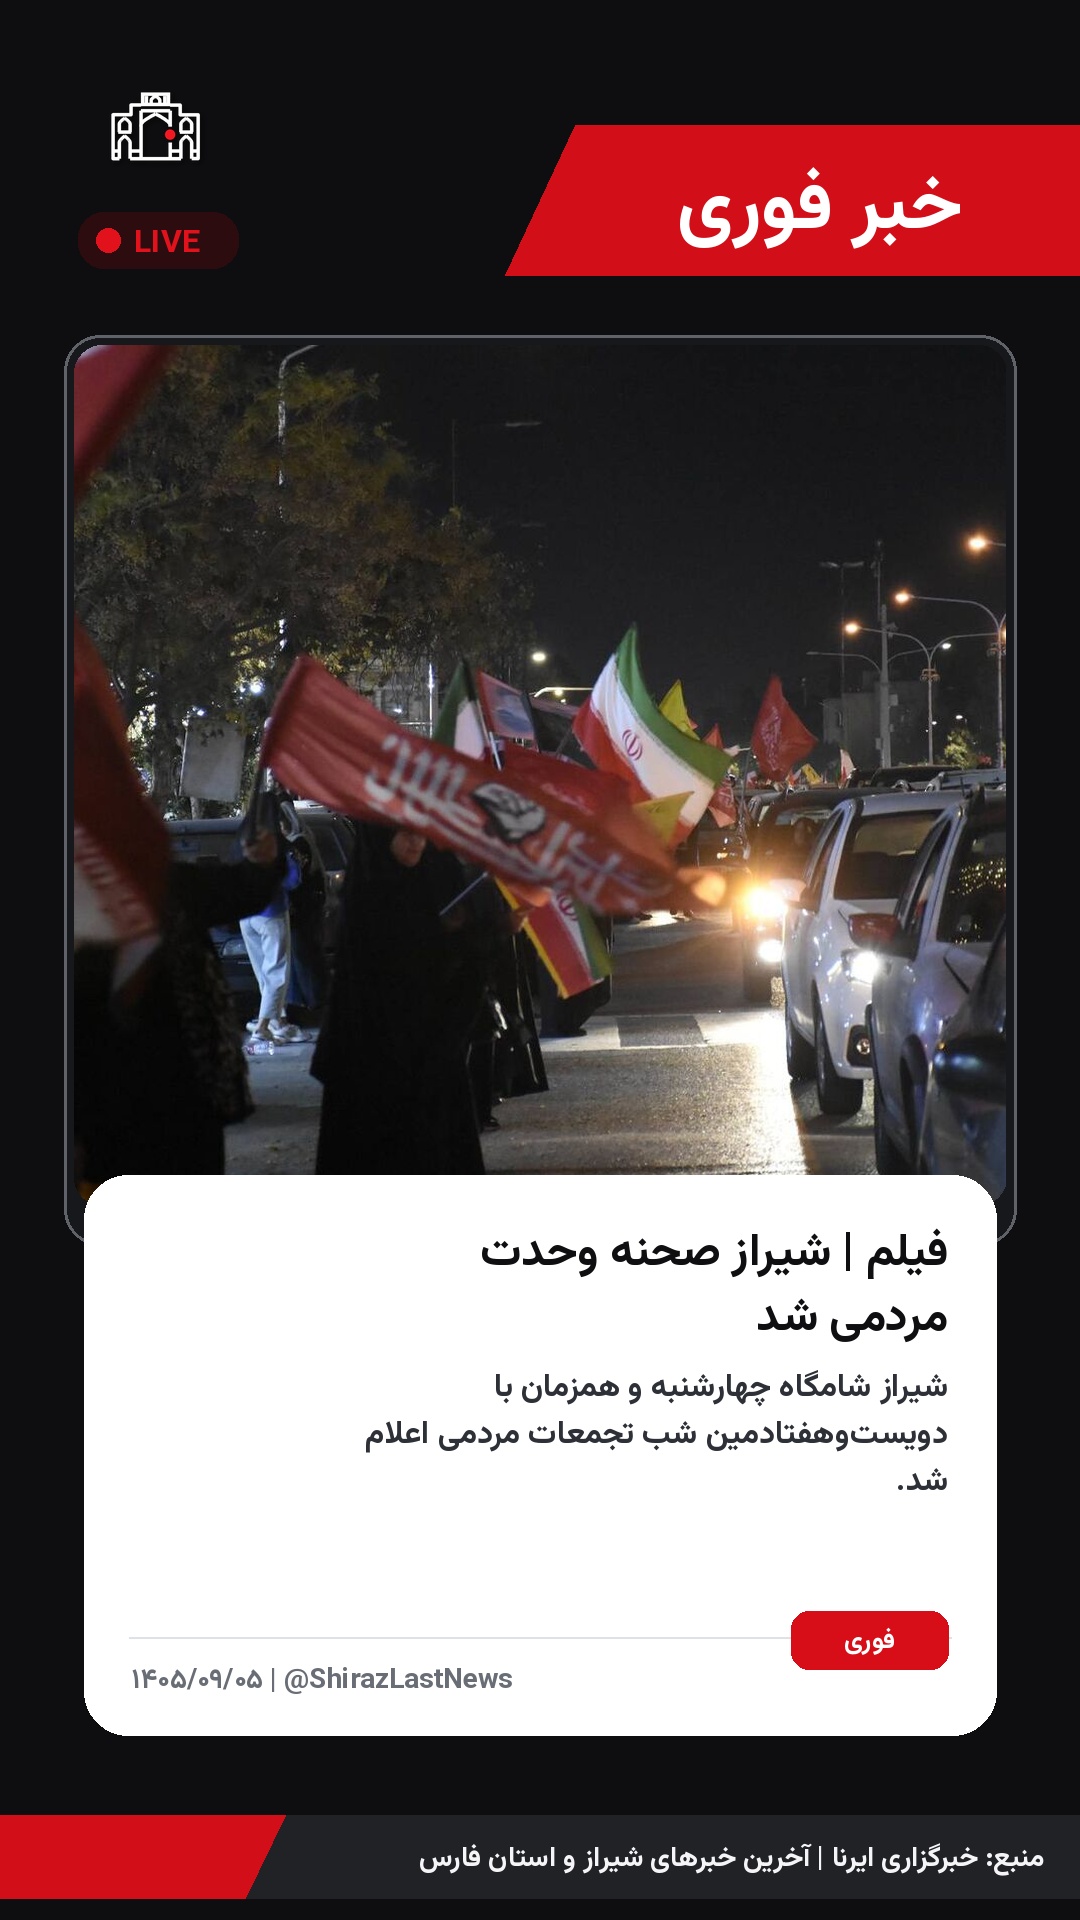 خبر فوری
LIVE
فیلم | شیراز صحنه وحدت
مردمی شد
شیراز شامگاه چهارشنبه و همزمان با
دویست‌وهفتادمین شب تجمعات مردمی اعلام
شد.
فوری
۱۴۰۵/۰۹/۰۵ | @ShirazLastNews
منبع: خبرگزاری ایرنا | آخرین خبرهای شیراز و استان فارس